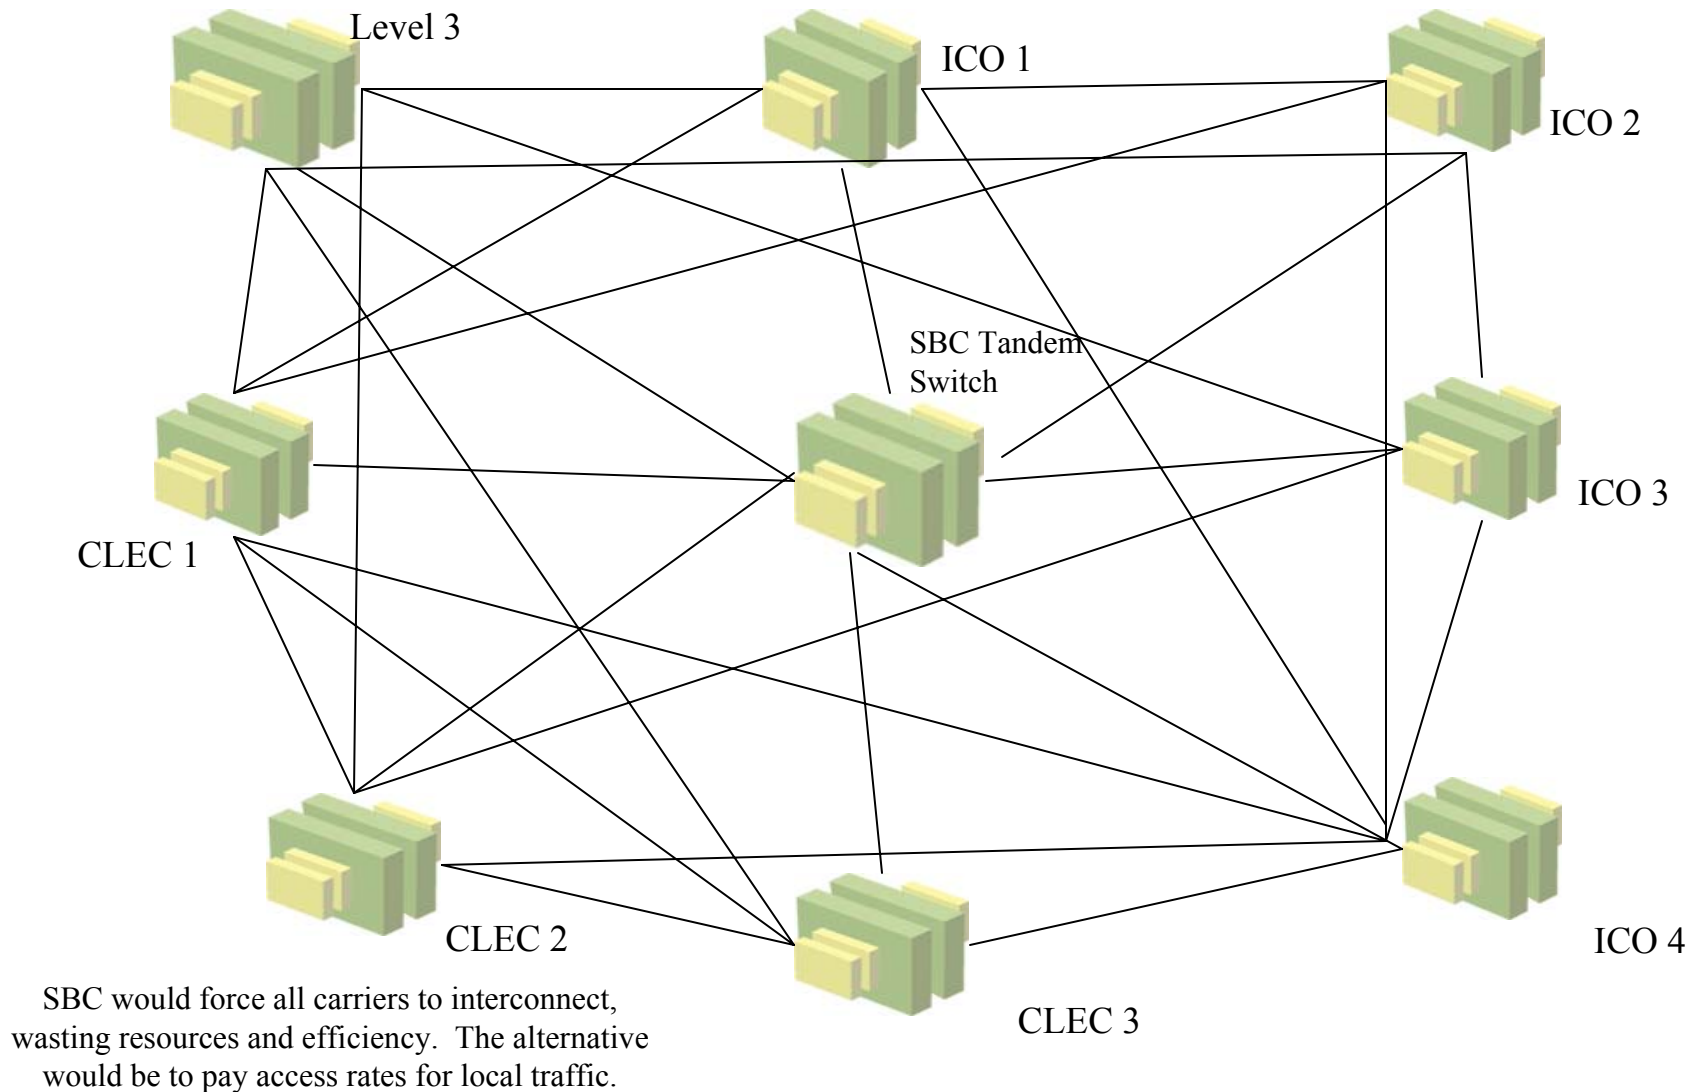 Level 3
ICO 1
ICO 2
SBC Tandem
Switch
ICO 3
CLEC 1
CLEC 2
ICO 4
SBC would force all carriers to interconnect,
wasting resources and efficiency.  The alternative
would be to pay access rates for local traffic.
CLEC 3